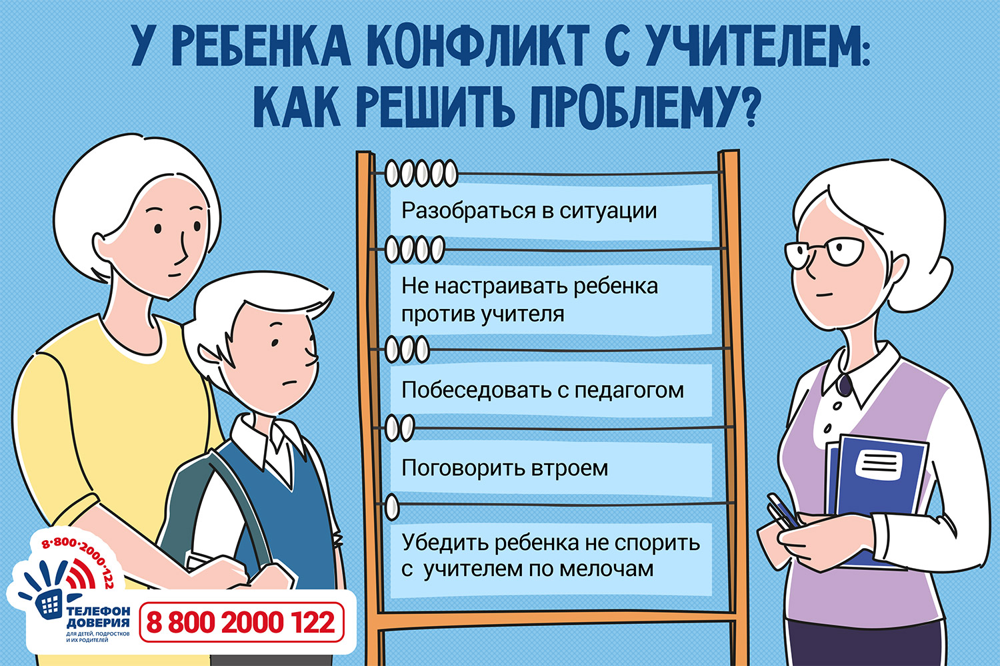 У РЕБЕНКА КОНФЛИКТ С УЧИТЕЛЕМ:
КАК РЕШИТЬ ПРОБЛЕМУ?
Разобраться в ситуации
Не настраивать ребенка
против учителя
Побеседовать с педагогом
Поговорить втроем
Убедить ребенка не спорить
с учителем по мелочам
8·800·2000·122
ТЕЛЕФОН
ДОВЕРИЯ
ДЛЯ ДЕТЕЙ, ПОДРОСТКОВ
И ИХ РОДИТЕЛЕЙ
8 800 2000 122